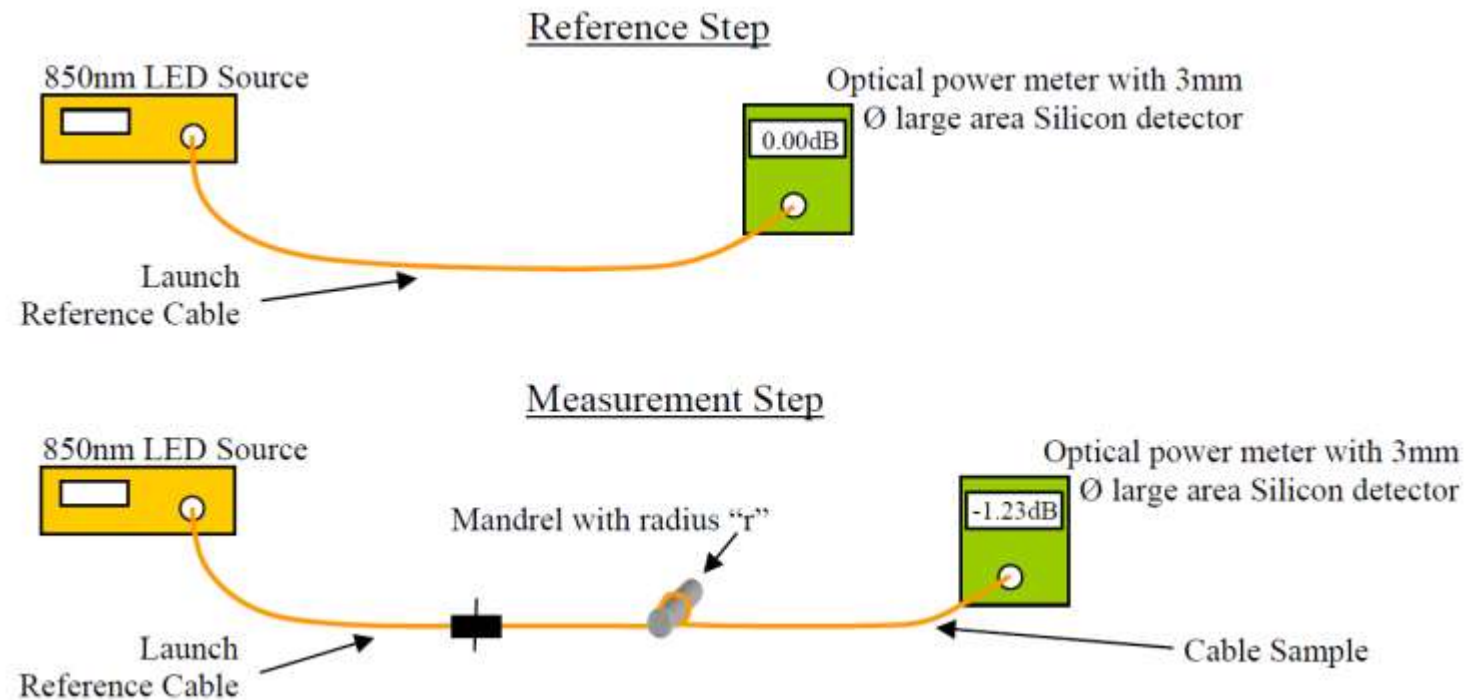 Reference Step
850nm LED Source
Optical power meter with 3mm
Ø large area Silicon detector
0.00dB
Launch
Reference Cable
Measurement Step
850nm LED Source
Optical power meter with 3mm
Ø large area Silicon detector
-1.23dB
Mandrel with radius “r”
Launch
Reference Cable
Cable Sample